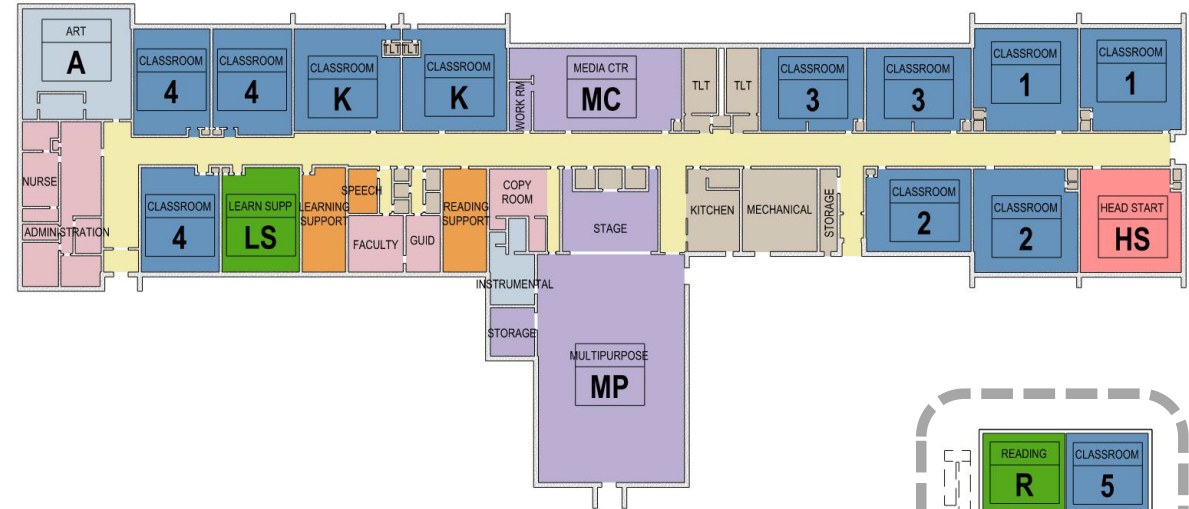 ART
A
CLASSROOM
4
CLASSROOM
4
CLASSROOM
K
TLT
TLT
CLASSROOM
K
WORK RM
MEDIA CTR
MC
TLT
TLT
CLASSROOM
3
CLASSROOM
3
CLASSROOM
1
CLASSROOM
1
NURSE
ADMINISTRATION
CLASSROOM
4
LEARN SUPP
LS
LEARNING
SUPPORT
SPEECH
FACULTY
GUID
READING
SUPPORT
COPY
ROOM
INSTRUMENTAL
STORAGE
STAGE
KITCHEN
MECHANICAL
STORAGE
CLASSROOM
2
CLASSROOM
2
HEAD START
HS
MULTIPURPOSE
MP
READING
R
CLASSROOM
5